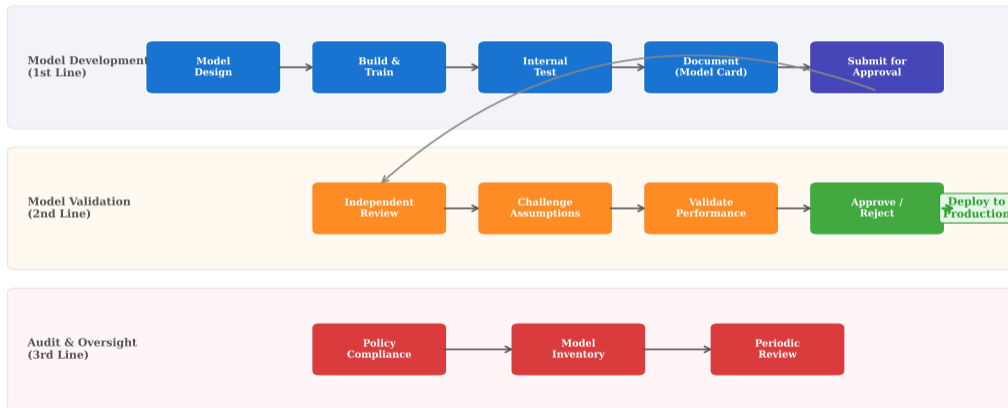 Model Development
(1st Line)
Model
Design
Build &
Train
Internal
Test
Document
(Model Card)
Submit for
Approval
Model Validation
(2nd Line)
Independent
Review
Challenge
Assumptions
Validate
Performance
Approve /
Reject
Deploy to
Production
Audit & Oversight
(3rd Line)
Policy
Compliance
Model
Inventory
Periodic
Review